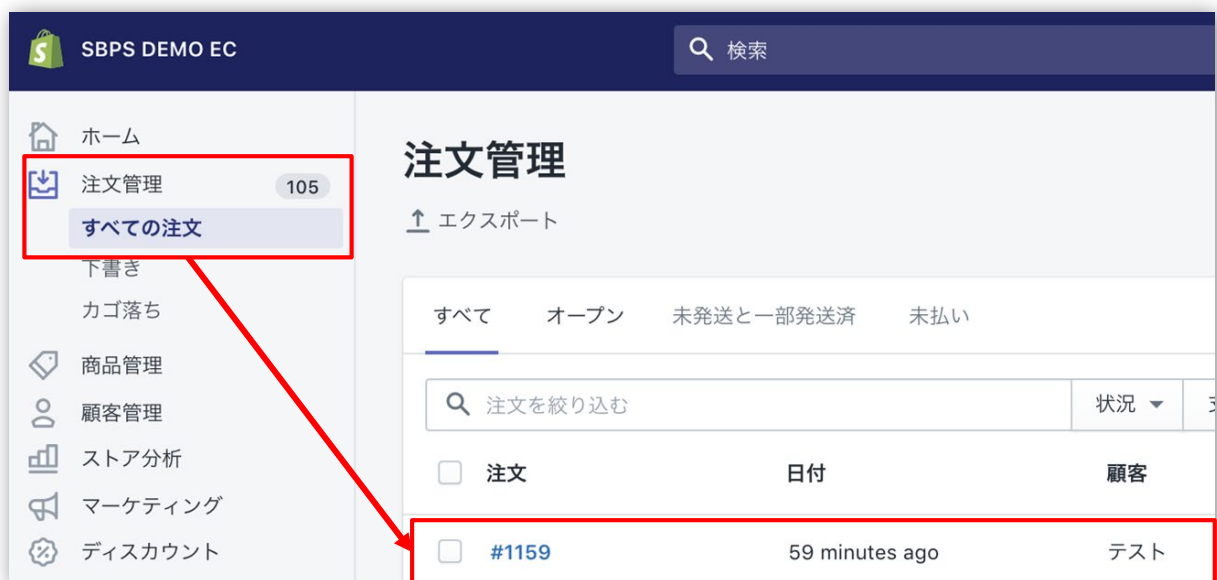 SBPS DEMO EC
検索
ホーム
注文管理 105
すべての注文
下書き
カゴ落ち
商品管理
顧客管理
ストア分析
マーケティング
ディスカウント
注文管理
エクスポート
すべて オープン 未発送と一部発送済 未払い
注文を絞り込む 状況
注文 日付 顧客
#1159 59 minutes ago テスト